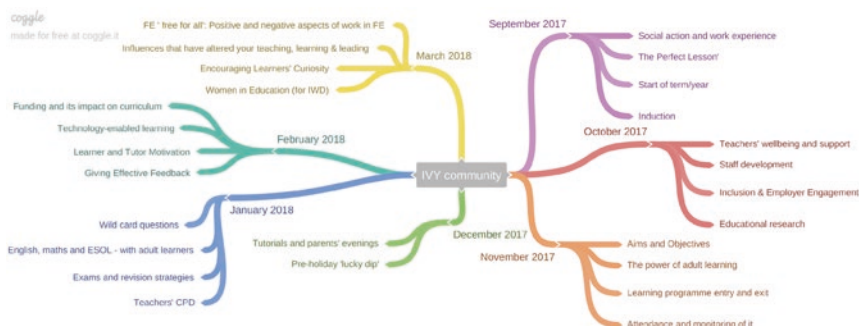 coggle
made for free at coggle.it
IVY community
September 2017
Social action and work experience
The Perfect Lesson'
Start of term/year
Induction
October 2017
Teachers' wellbeing and support
Staff development
Inclusion & Employer Engagement
Educational research
November 2017
Aims and Objectives
The power of adult learning
Learning programme entry and exit
Attendance and monitoring of it
December 2017
Tutorials and parents' evenings
Pre-holiday 'lucky dip'
January 2018
Wild card questions
English, maths and ESOL - with adult learners
Exams and revision strategies
Teachers' CPD
February 2018
Funding and its impact on curriculum
Technology-enabled learning
Learner and Tutor Motivation
Giving Effective Feedback
March 2018
FE ' free for all': Positive and negative aspects of work in FE
Influences that have altered your teaching, learning & leading
Encouraging Learners' Curiosity
Women in Education (for IWD)